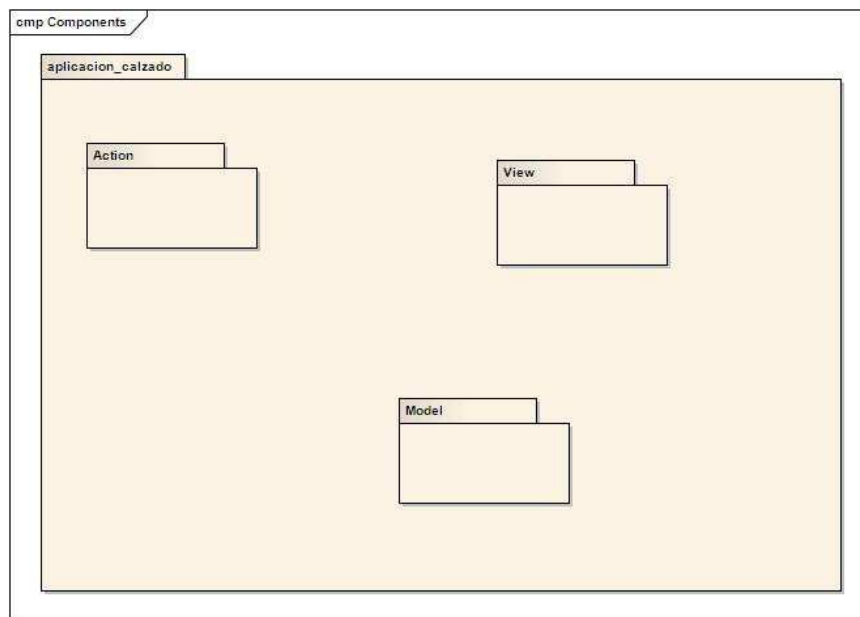 cmp Components
aplicacion_calzado
Action
View
Model